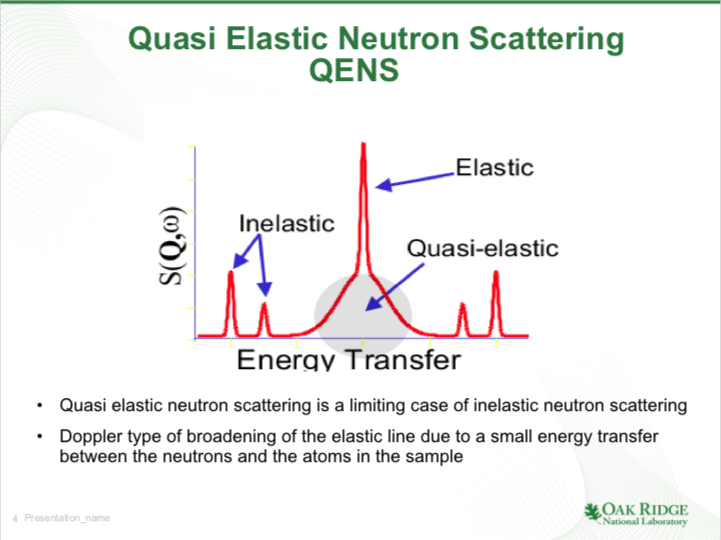 Quasi Elastic Neutron Scattering
QENS
Elastic
Inelastic
Quasi-elastic
S(Q,ω)
Energy Transfer
• Quasi elastic neutron scattering is a limiting case of inelastic neutron scattering
• Doppler type of broadening of the elastic line due to a small energy transfer
between the neutrons and the atoms in the sample
4 Presentation_name
OAK RIDGE
National Laboratory